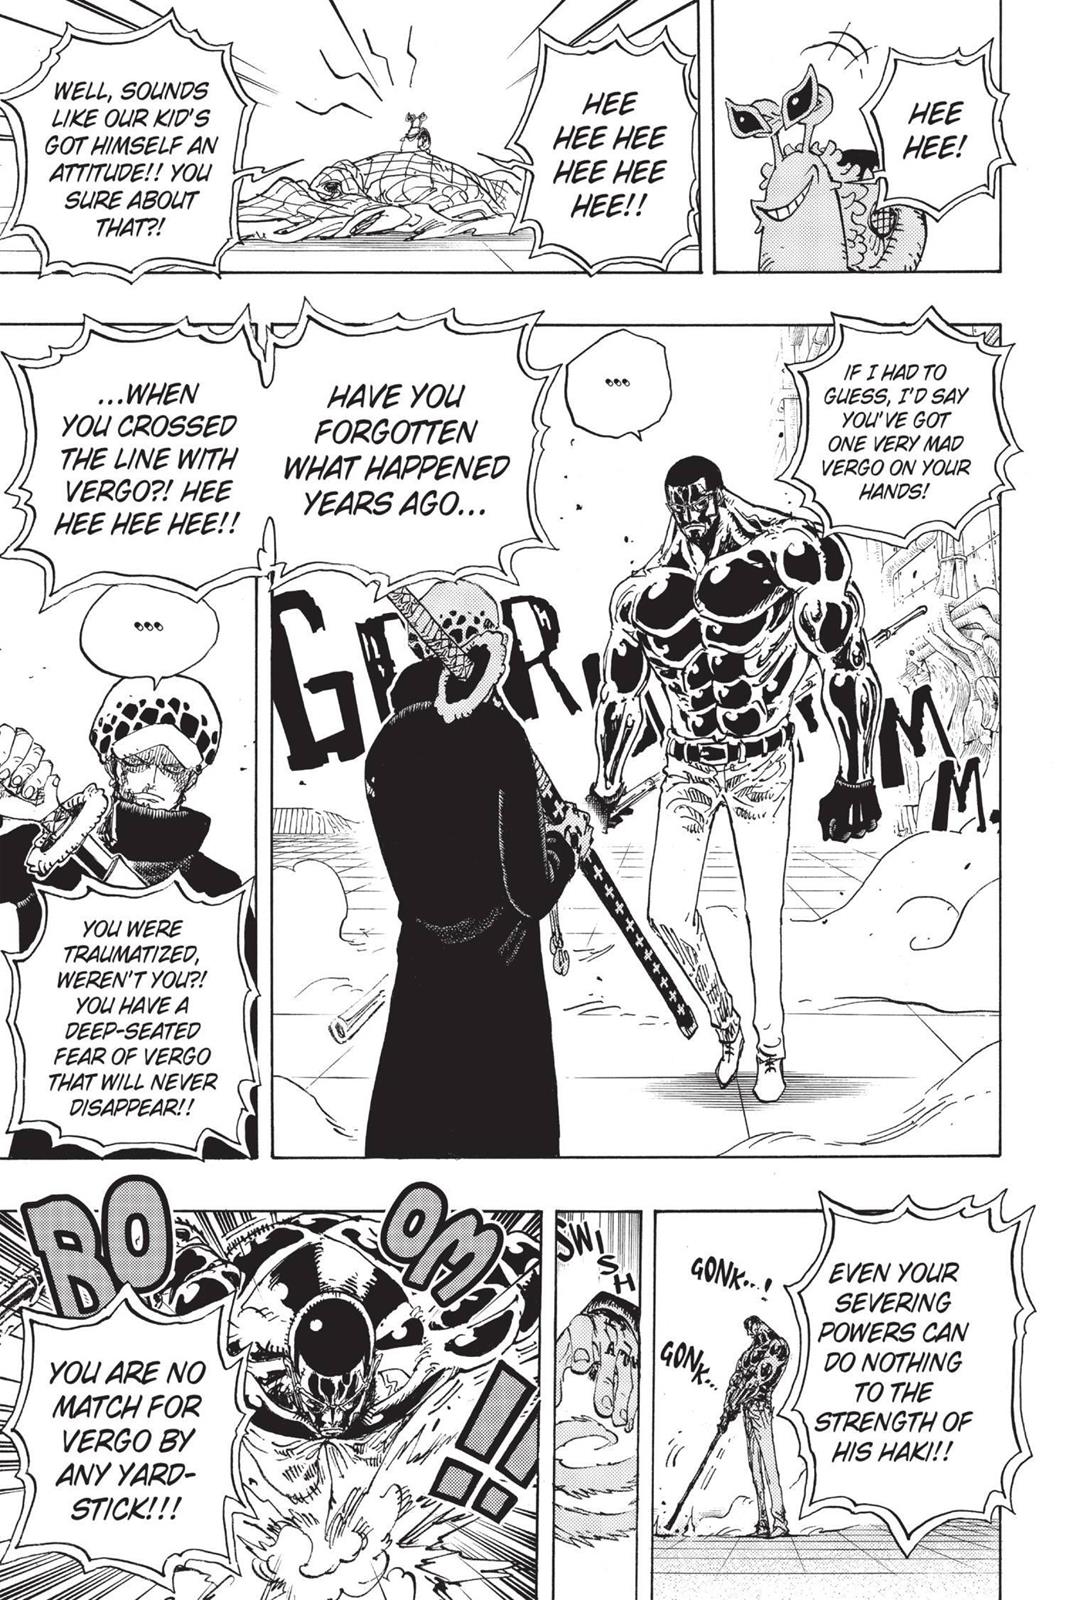 HEE
HEE!
HEE
HEE HEE
HEE HEE
HEE!!
WELL, SOUNDS
LIKE OUR KID'S
GOT HIMSELF AN
ATTITUDE!! YOU
SURE ABOUT
THAT?!
IF I HAD TO
GUESS, I'D SAY
YOU'VE GOT
ONE VERY MAD
VERGO ON YOUR
HANDS!
...
HAVE YOU
FORGOTTEN
WHAT HAPPENED
YEARS AGO...
...WHEN
YOU CROSSED
THE LINE WITH
VERGO?! HEE
HEE HEE HEE!!
...
YOU WERE
TRAUMATIZED,
WEREN'T YOU?!
YOU HAVE A
DEEP-SEATED
FEAR OF VERGO
THAT WILL NEVER
DISAPPEAR!!
EVEN YOUR
SEVERING
POWERS CAN
DO NOTHING
TO THE
STRENGTH OF
HIS HAKI!!
GONK...!
GONK...
SWISH
BOOM!!
YOU ARE NO
MATCH FOR
VERGO BY
ANY YARD-
STICK!!!